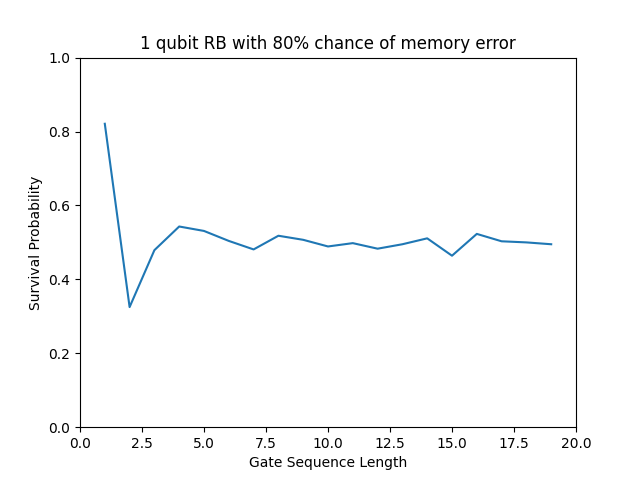 1 qubit RB with 80% chance of memory error
1.0
0.8
0.6
0.4
0.2
0.0
Survival Probability
0.0 2.5 5.0 7.5 10.0 12.5 15.0 17.5 20.0
Gate Sequence Length